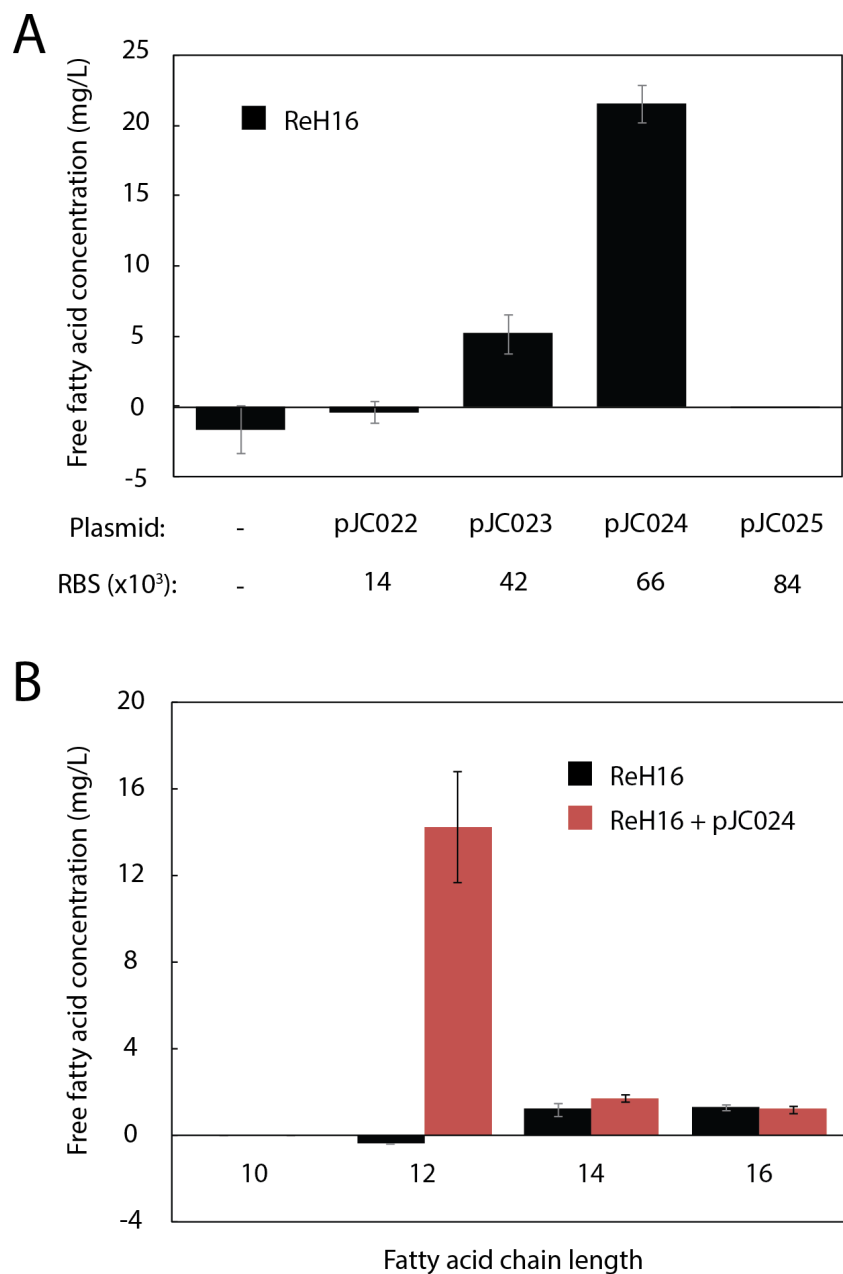 A
Free fatty acid concentration (mg/L)
25
20
15
10
5
0
-5
ReH16
Plasmid: - pJC022 pJC023 pJC024 pJC025
RBS (x10³): - 14 42 66 84
B
Free fatty acid concentration (mg/L)
20
16
12
8
4
0
-4
ReH16
ReH16 + pJC024
10 12 14 16
Fatty acid chain length